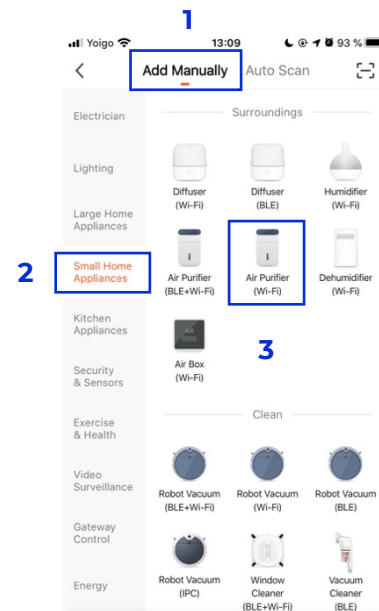 1
Yoigo 13:09 93 %
Add Manually Auto Scan
Electrician
Lighting
Large Home
Appliances
2
Small Home
Appliances
Kitchen
Appliances
Security
& Sensors
Exercise
& Health
Video
Surveillance
Gateway
Control
Energy
Surroundings
Diffuser
(Wi-Fi)
Diffuser
(BLE)
Humidifier
(Wi-Fi)
Air Purifier
(BLE+Wi-Fi)
Air Purifier
(Wi-Fi)
Dehumidifier
(Wi-Fi)
3
Air Box
(Wi-Fi)
Clean
Robot Vacuum
(BLE+Wi-Fi)
Robot Vacuum
(Wi-Fi)
Robot Vacuum
(BLE)
Robot Vacuum
(IPC)
Window
Cleaner
(BLE+Wi-Fi)
Vacuum
Cleaner
(BLE)